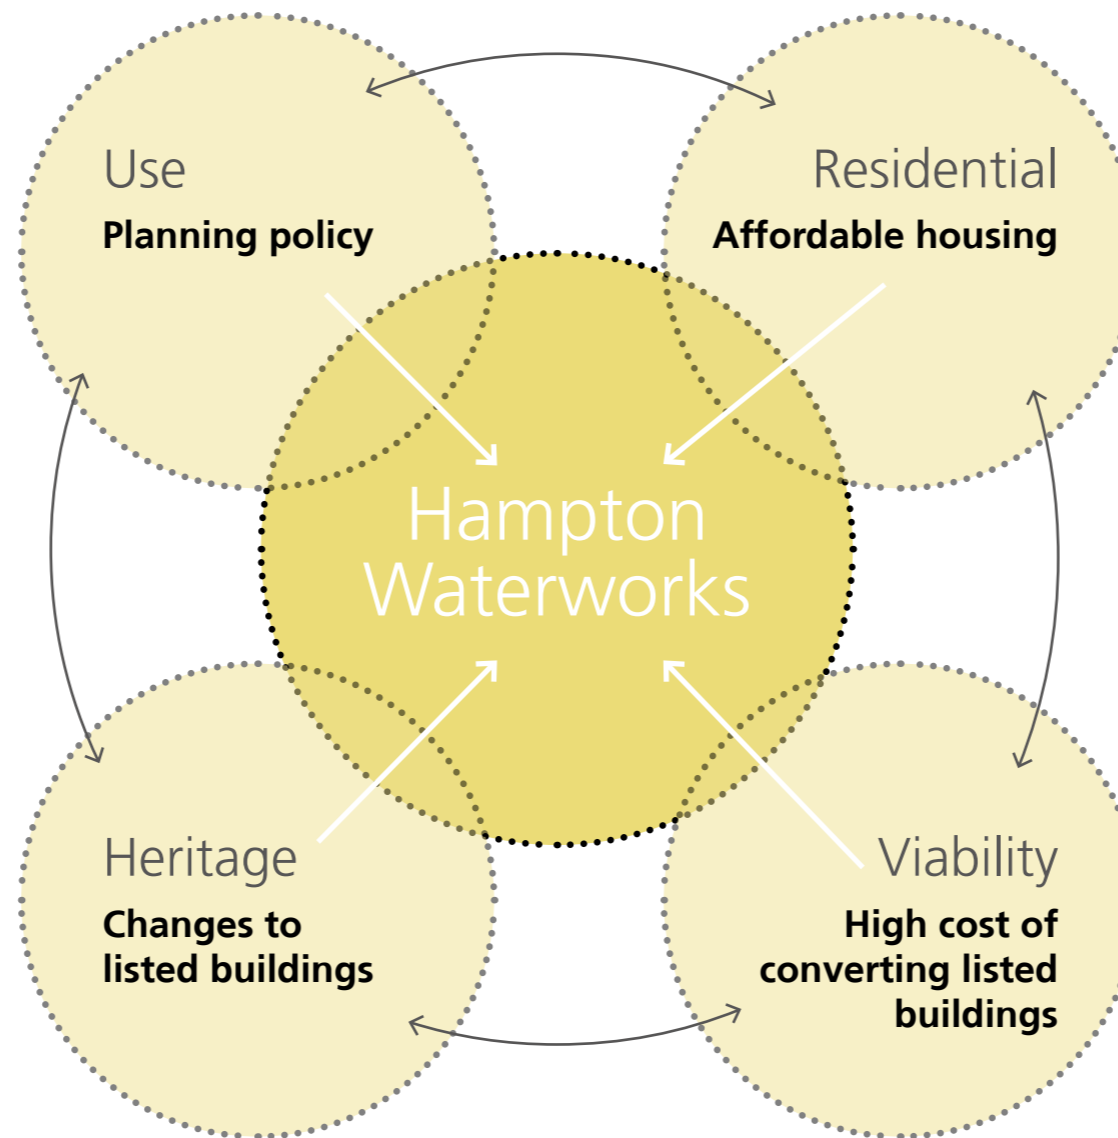 Use
Planning policy
Residential
Affordable housing
Hampton
Waterworks
Heritage
Changes to
listed buildings
Viability
High cost of
converting listed
buildings